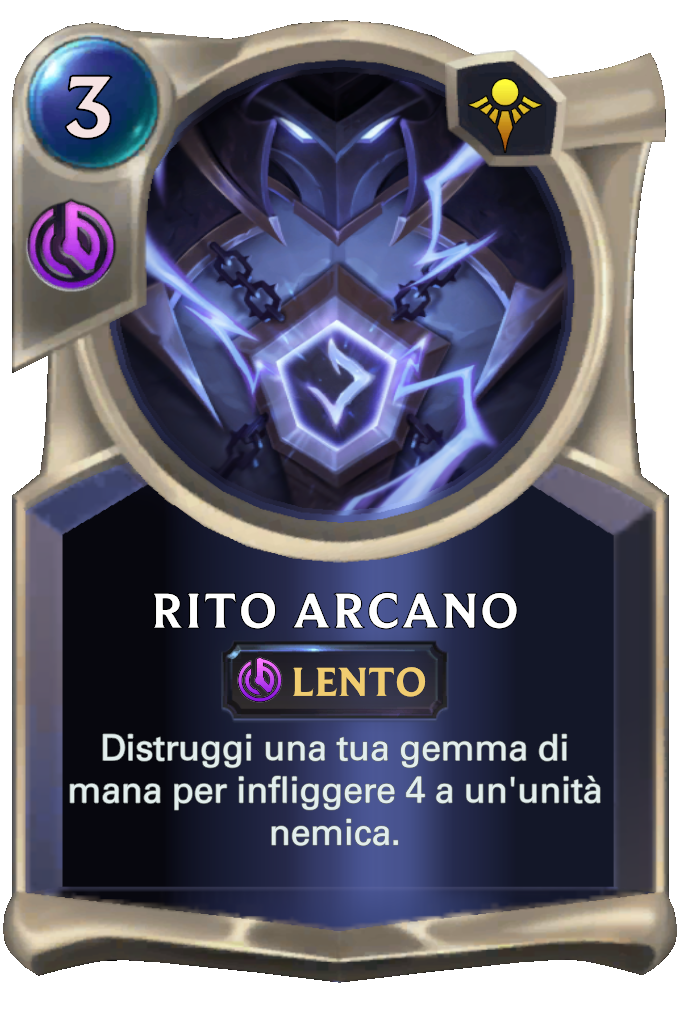 3
RITO ARCANO
LENTO
Distruggi una tua gemma di
mana per infliggere 4 a un'unità
nemica.